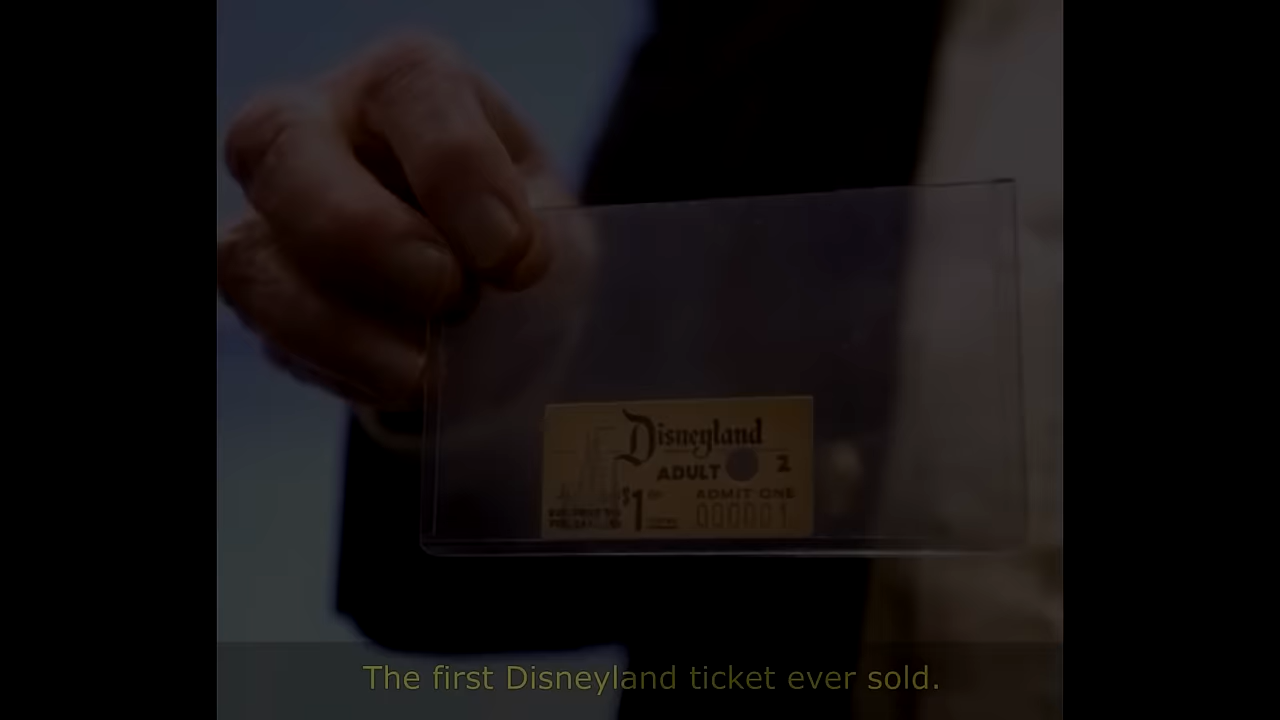 Disneyland
ADULT 2
$1
ADMIT ONE
000001
The first Disneyland ticket ever sold.